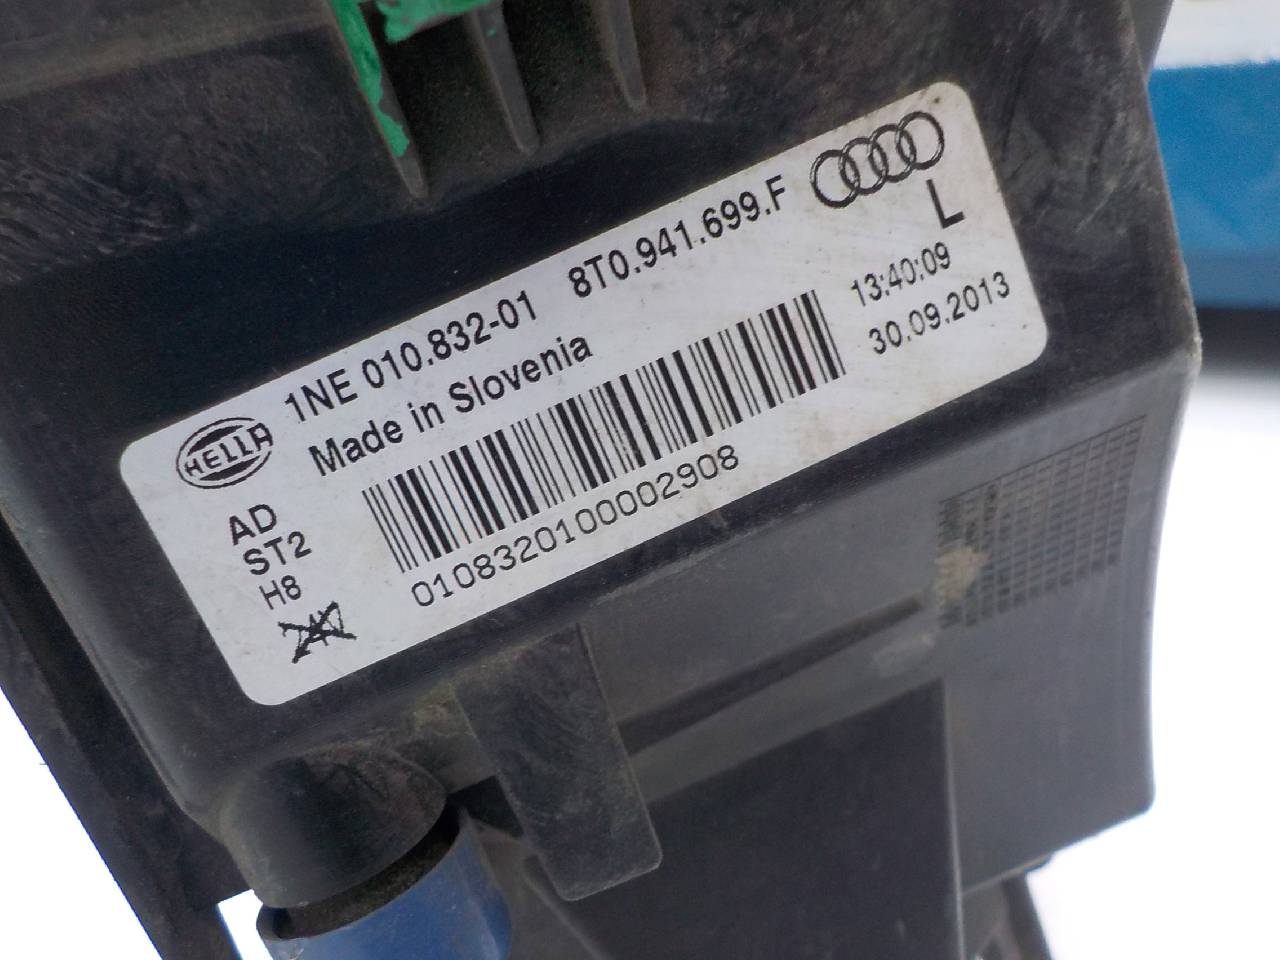 HELLA 1NE 010.832-01 8T0.941.699.F
L
Made in Slovenia
13:40:09
30.09.2013
AD
ST2
H8
0108320100002908